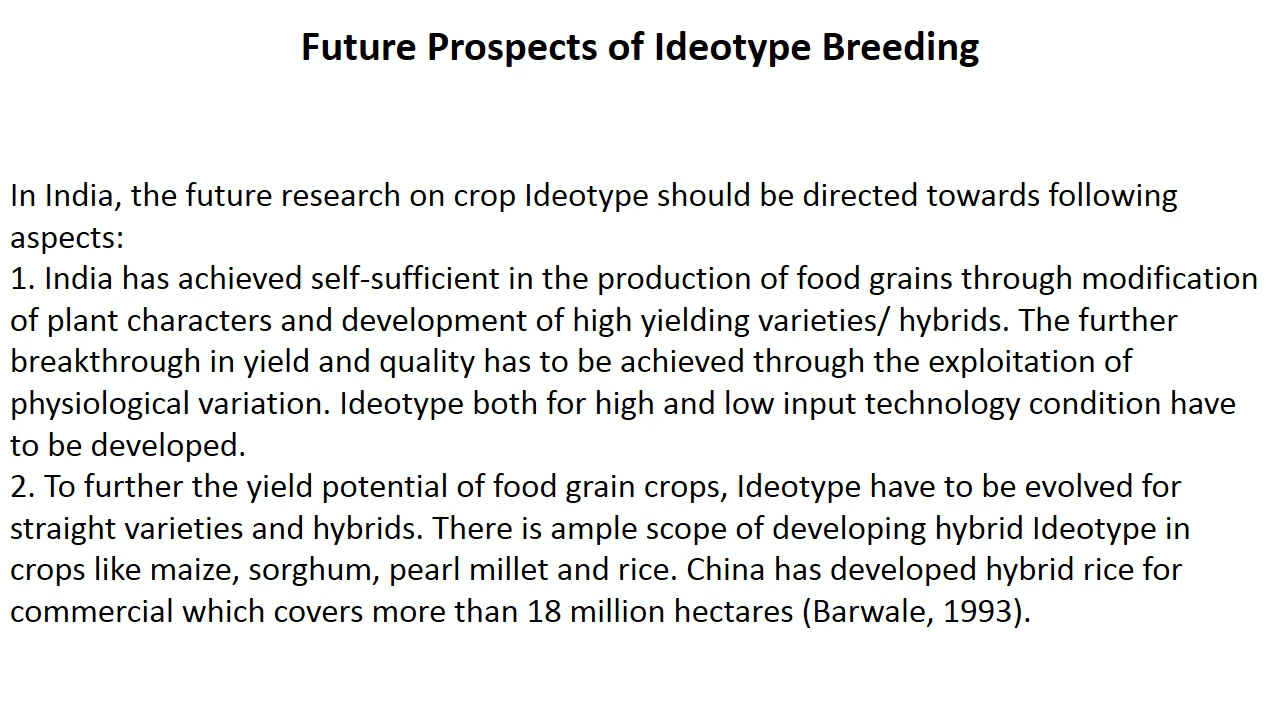 Future Prospects of Ideotype Breeding
In India, the future research on crop Ideotype should be directed towards following
aspects:
1. India has achieved self-sufficient in the production of food grains through modification
of plant characters and development of high yielding varieties/ hybrids. The further
breakthrough in yield and quality has to be achieved through the exploitation of
physiological variation. Ideotype both for high and low input technology condition have
to be developed.
2. To further the yield potential of food grain crops, Ideotype have to be evolved for
straight varieties and hybrids. There is ample scope of developing hybrid Ideotype in
crops like maize, sorghum, pearl millet and rice. China has developed hybrid rice for
commercial which covers more than 18 million hectares (Barwale, 1993).